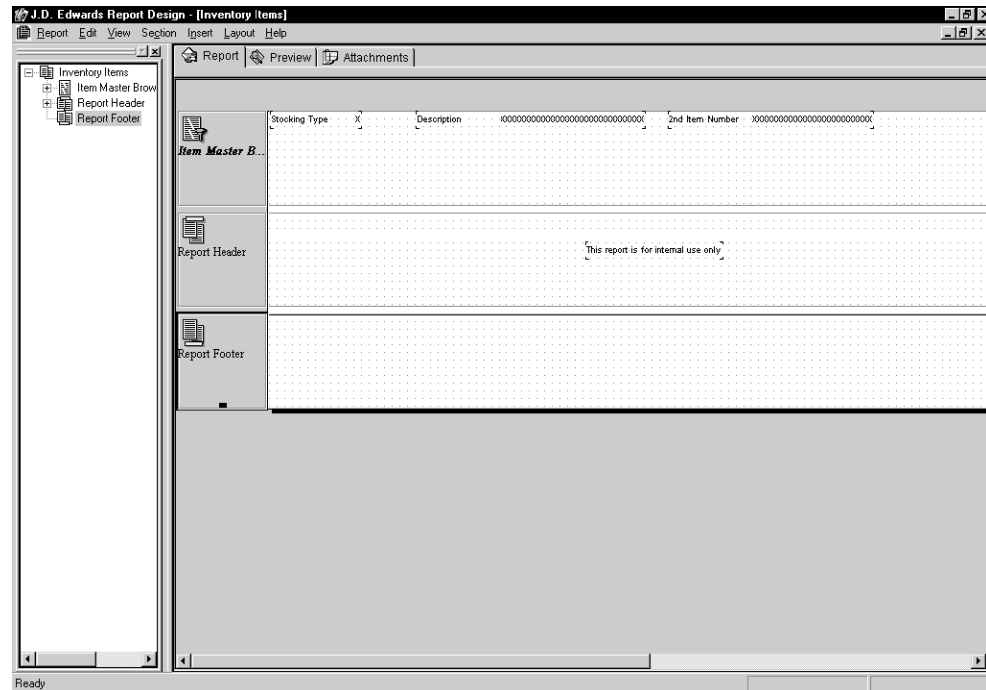 J.D. Edwards Report Design - [Inventory Items]
Report Edit View Section Insert Layout Help
Report Preview Attachments
Inventory Items
Item Master Brow
Report Header
Report Footer
Stocking Type X Description 2nd Item Number
Item Master B...
Report Header
This report is for internal use only
Report Footer
Ready